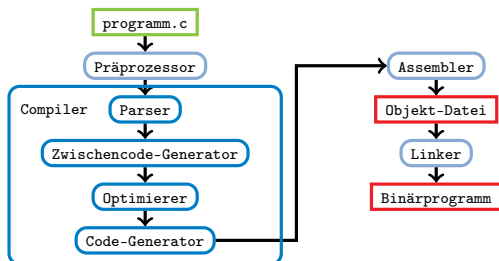 programm.c
Präprozessor
Compiler
Parser
Zwischencode-Generator
Optimierer
Code-Generator
Assembler
Objekt-Datei
Linker
Binärprogramm